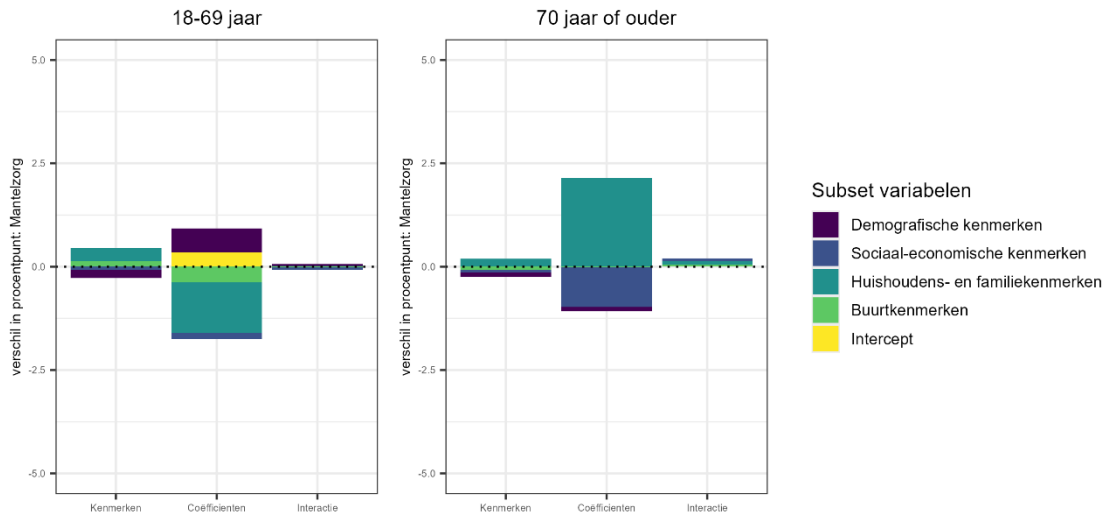 18-69 jaar
verschil in procentpunt: Mantelzorg
5.0
2.5
0.0
-2.5
-5.0
Kenmerken
Coëfficienten
Interactie
70 jaar of ouder
verschil in procentpunt: Mantelzorg
5.0
2.5
0.0
-2.5
-5.0
Kenmerken
Coëfficienten
Interactie
Subset variabelen
Demografische kenmerken
Sociaal-economische kenmerken
Huishoudens- en familiekenmerken
Buurtkenmerken
Intercept